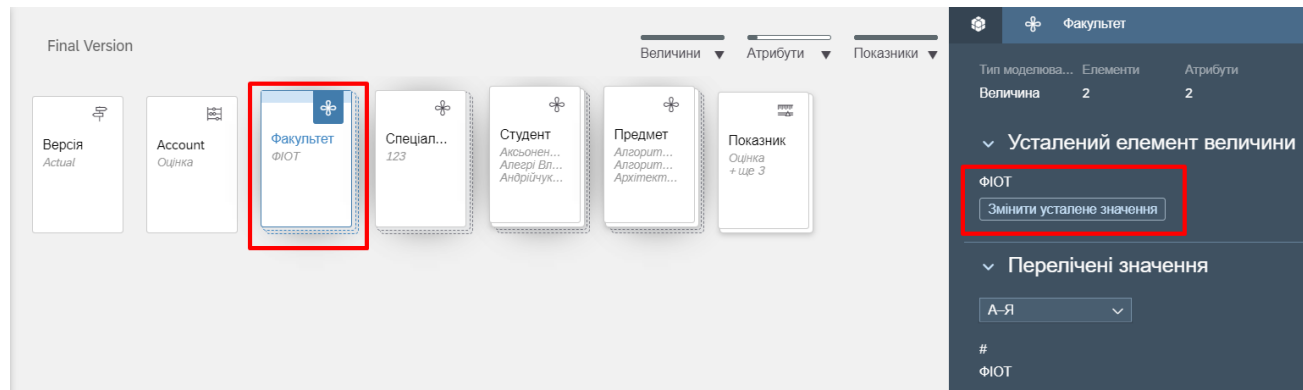 Final Version
Величини ▼ Атрибути ▼ Показники ▼
Версія
Actual
Account
Оцінка
Факультет
ФІОТ
Спеціал...
123
Студент
Аксьонен...
Алегрі Вл...
Андрійчук...
Предмет
Алгорит...
Алгорит...
Архітект...
Показник
Оцінка
+ ще 3
Факультет
Тип моделюва... Елементи Атрибути
Величина 2 2
Усталений елемент величини
ФІОТ
Змінити усталене значення
Перелічені значення
А–Я
#
ФІОТ